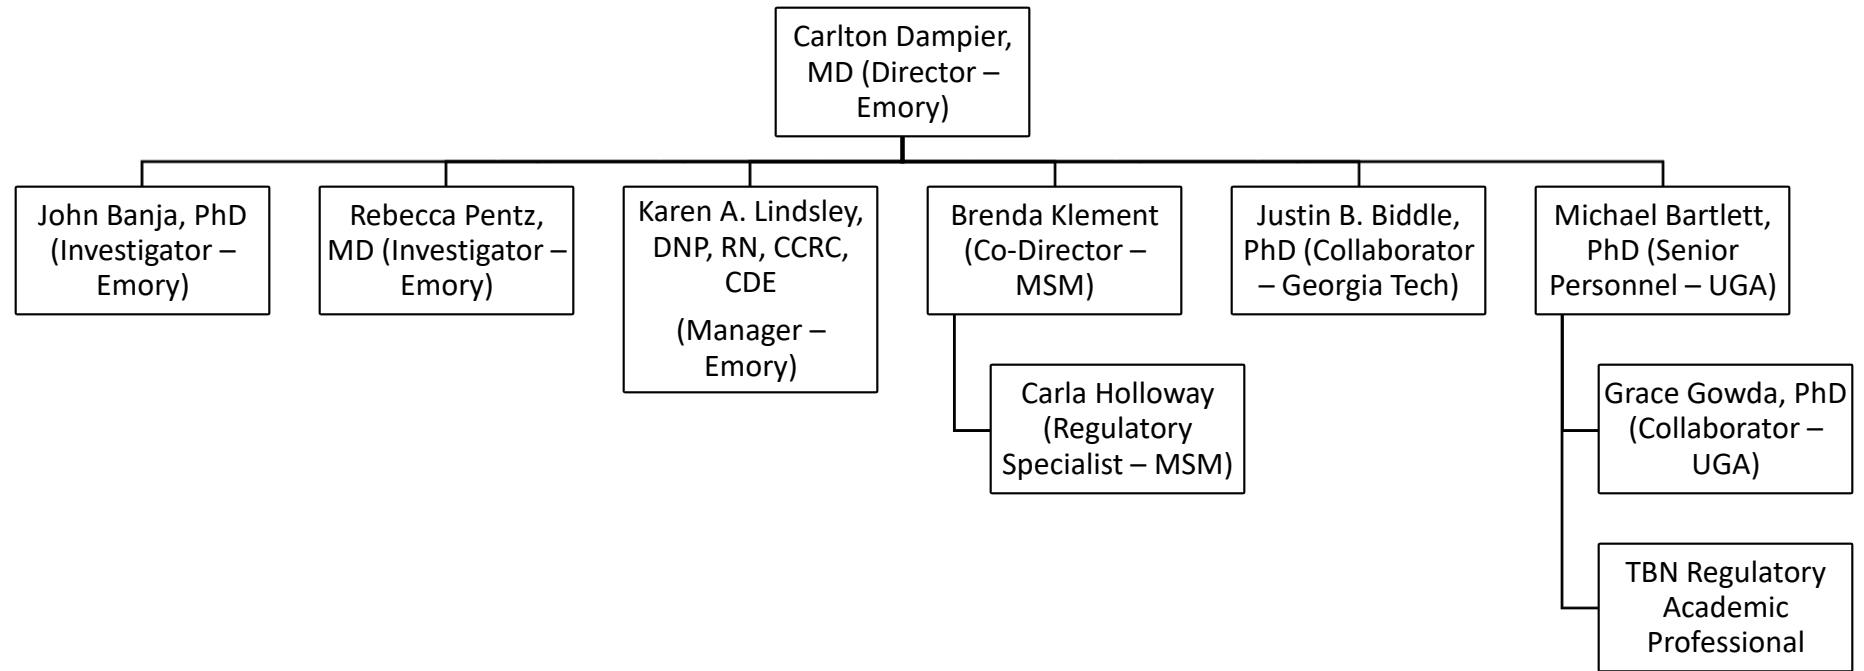 Carlton Dampier,
MD (Director –
Emory)
John Banja, PhD
(Investigator –
Emory)
Rebecca Pentz,
MD (Investigator –
Emory)
Karen A. Lindsley,
DNP, RN, CCRC,
CDE
(Manager –
Emory)
Brenda Klement
(Co-Director –
MSM)
Justin B. Biddle,
PhD (Collaborator
– Georgia Tech)
Michael Bartlett,
PhD (Senior
Personnel – UGA)
Carla Holloway
(Regulatory
Specialist – MSM)
Grace Gowda, PhD
(Collaborator –
UGA)
TBN Regulatory
Academic
Professional